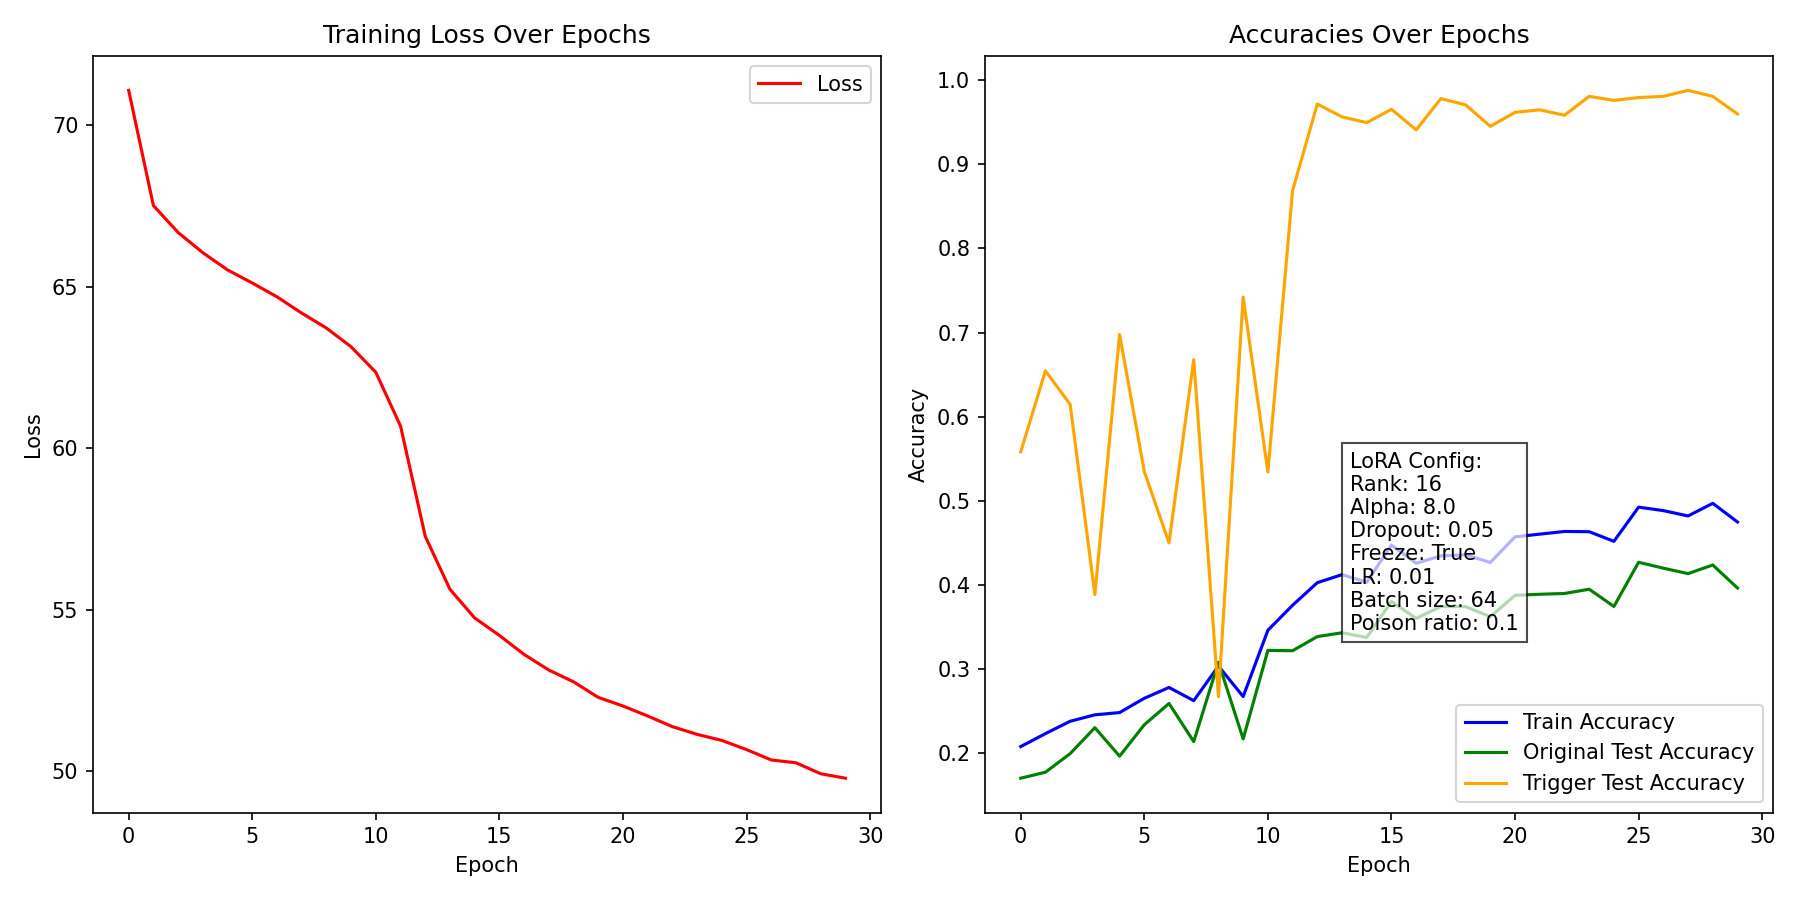 Training Loss Over Epochs
Loss
70
65
60
55
50
Loss
0 5 10 15 20 25 30
Epoch
Accuracies Over Epochs
1.0
0.9
0.8
0.7
0.6
0.5
0.4
0.3
0.2
Accuracy
LoRA Config:
Rank: 16
Alpha: 8.0
Dropout: 0.05
Freeze: True
LR: 0.01
Batch size: 64
Poison ratio: 0.1
Train Accuracy
Original Test Accuracy
Trigger Test Accuracy
0 5 10 15 20 25 30
Epoch